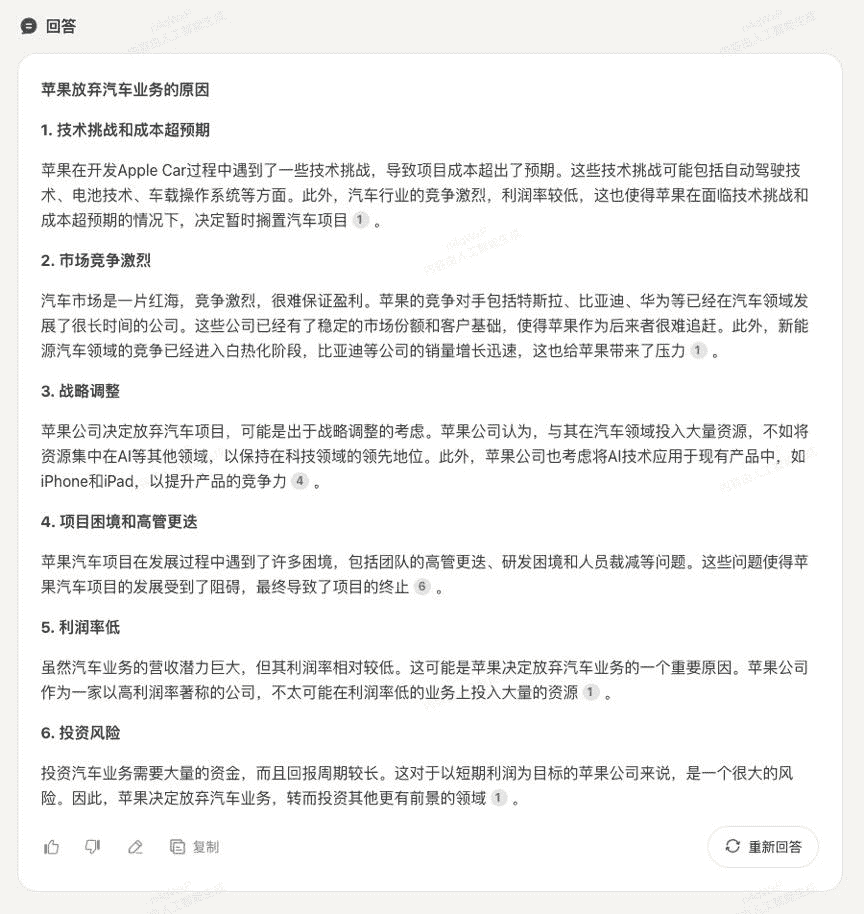 回答
苹果放弃汽车业务的原因
1. 技术挑战和成本超预期
苹果在开发Apple Car过程中遇到了一些技术挑战，导致项目成本超出了预期。这些技术挑战可能包括自动驾驶技
术、电池技术、车载操作系统等方面。此外，汽车行业的竞争激烈，利润率较低，这也使得苹果在面临技术挑战和
成本超预期的情况下，决定暂时搁置汽车项目 1 。
2. 市场竞争激烈
汽车市场是一片红海，竞争激烈，很难保证盈利。苹果的竞争对手包括特斯拉、比亚迪、华为等已经在汽车领域发
展了很长时间的公司。这些公司已经有了稳定的市场份额和客户基础，使得苹果作为后来者很难追赶。此外，新能
源汽车领域的竞争已经进入白热化阶段，比亚迪等公司的销量增长迅速，这也给苹果带来了压力 1 。
3. 战略调整
苹果公司决定放弃汽车项目，可能是出于战略调整的考虑。苹果公司认为，与其在汽车领域投入大量资源，不如将
资源集中在AI等其他领域，以保持在科技领域的领先地位。此外，苹果公司也考虑将AI技术应用于现有产品中，如
iPhone和iPad，以提升产品的竞争力 4 。
4. 项目困境和高管更迭
苹果汽车项目在发展过程中遇到了许多困难，包括团队的高管更迭、研发困境和人员裁减等问题。这些问题使得苹
果汽车项目的发展受到了阻碍，最终导致了项目的终止 6 。
5. 利润率低
虽然汽车业务的营收潜力巨大，但其利润率相对较低。这可能是苹果决定放弃汽车业务的一个重要原因。苹果公司
作为一家以高利润率著称的公司，不太可能在利润率低的业务上投入大量的资源 1 。
6. 投资风险
投资汽车业务需要大量的资金，而且回报周期较长。这对于以短期利润为目标的苹果公司来说，是一个很大的风
险。因此，苹果决定放弃汽车业务，转而投资其他更有前景的领域 1 。
复制
重新回答
内容由人工智能生成